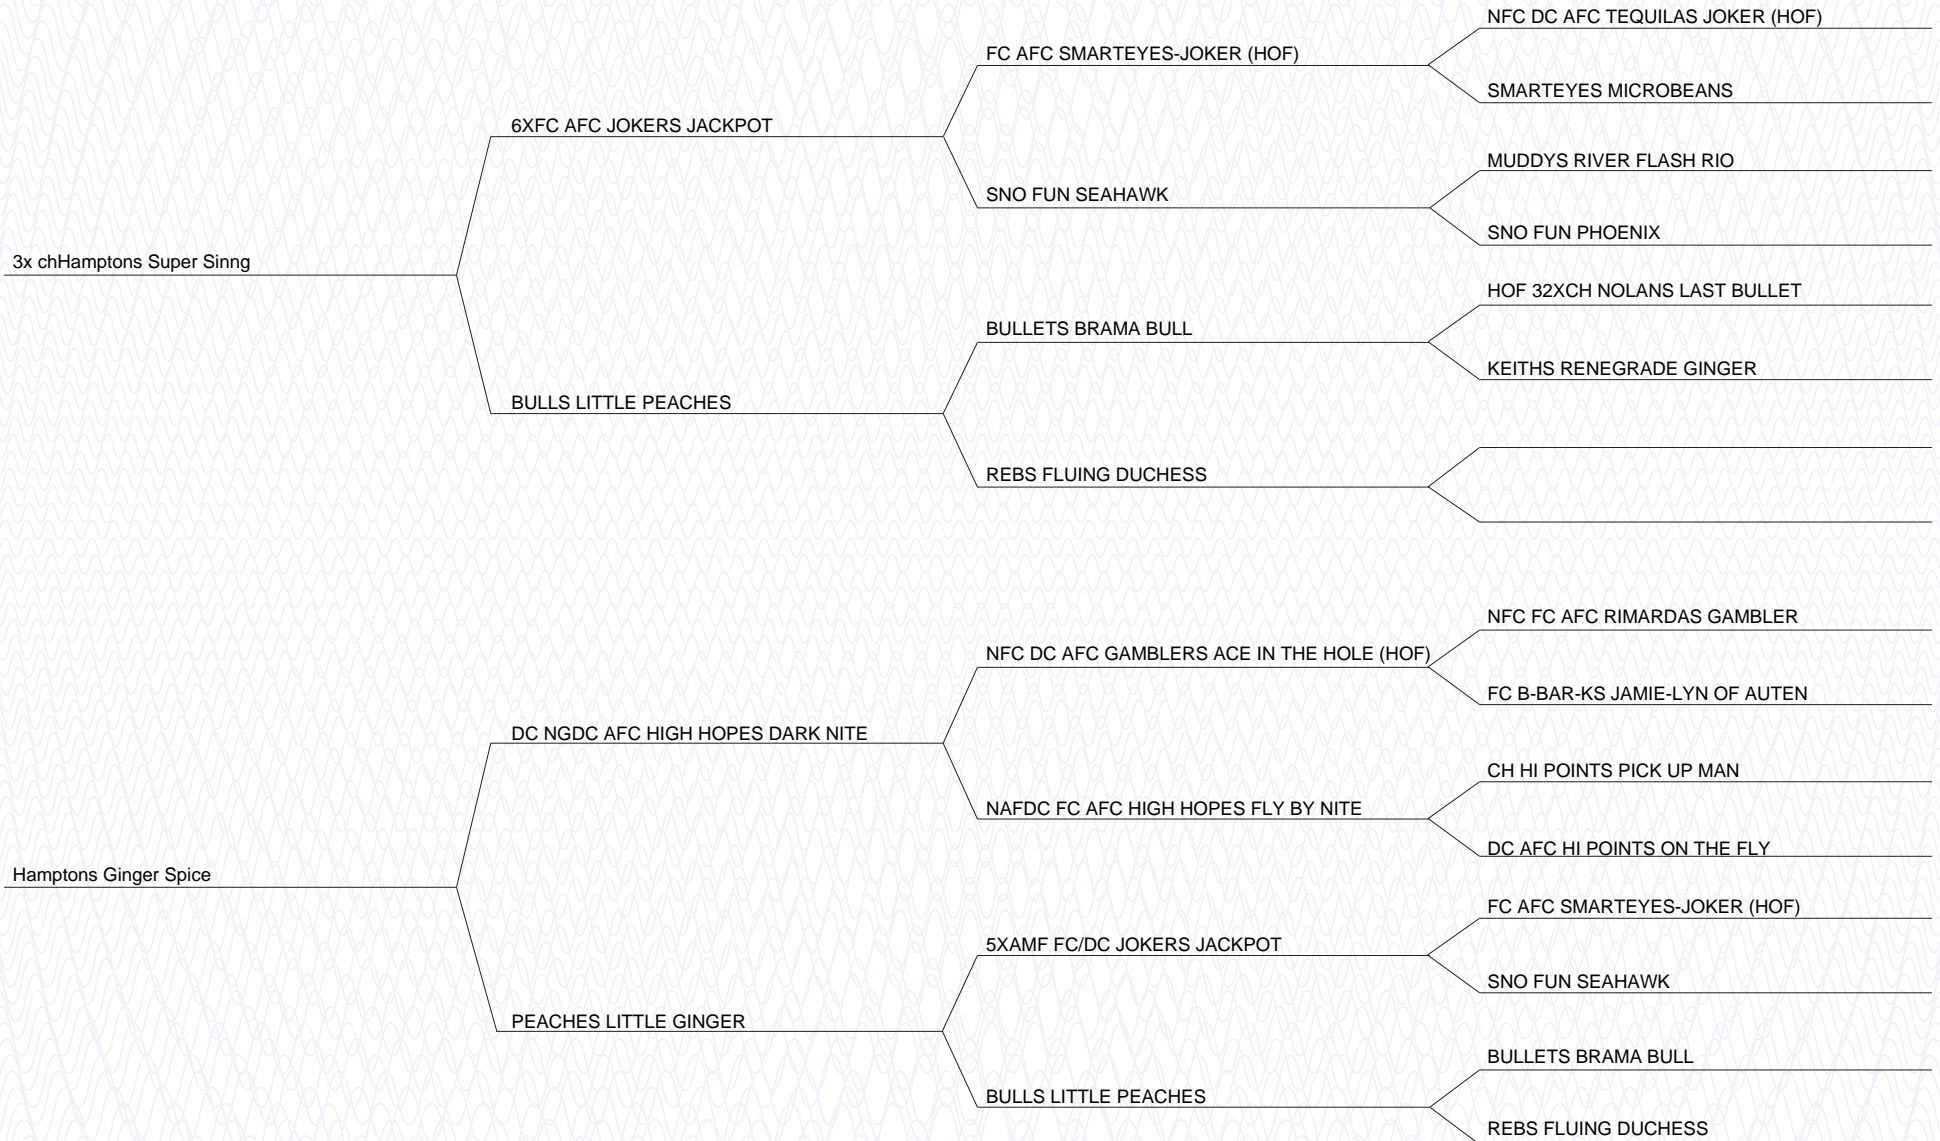 NFC DC AFC TEQUILAS JOKER (HOF)
FC AFC SMARTEYES-JOKER (HOF)
SMARTEYES MICROBEANS
6XFC AFC JOKERS JACKPOT
MUDDYS RIVER FLASH RIO
SNO FUN SEAHAWK
SNO FUN PHOENIX
3x chHamptons Super Sinng
HOF 32XCH NOLANS LAST BULLET
BULLETS BRAMA BULL
KEITHS RENEGRADE GINGER
BULLS LITTLE PEACHES
REBS FLUING DUCHESS
NFC FC AFC RIMARDAS GAMBLER
NFC DC AFC GAMBLERS ACE IN THE HOLE (HOF)
FC B-BAR-KS JAMIE-LYN OF AUTEN
DC NGDC AFC HIGH HOPES DARK NITE
CH HI POINTS PICK UP MAN
NAFDC FC AFC HIGH HOPES FLY BY NITE
DC AFC HI POINTS ON THE FLY
Hamptons Ginger Spice
FC AFC SMARTEYES-JOKER (HOF)
5XAMF FC/DC JOKERS JACKPOT
SNO FUN SEAHAWK
PEACHES LITTLE GINGER
BULLETS BRAMA BULL
BULLS LITTLE PEACHES
REBS FLUING DUCHESS